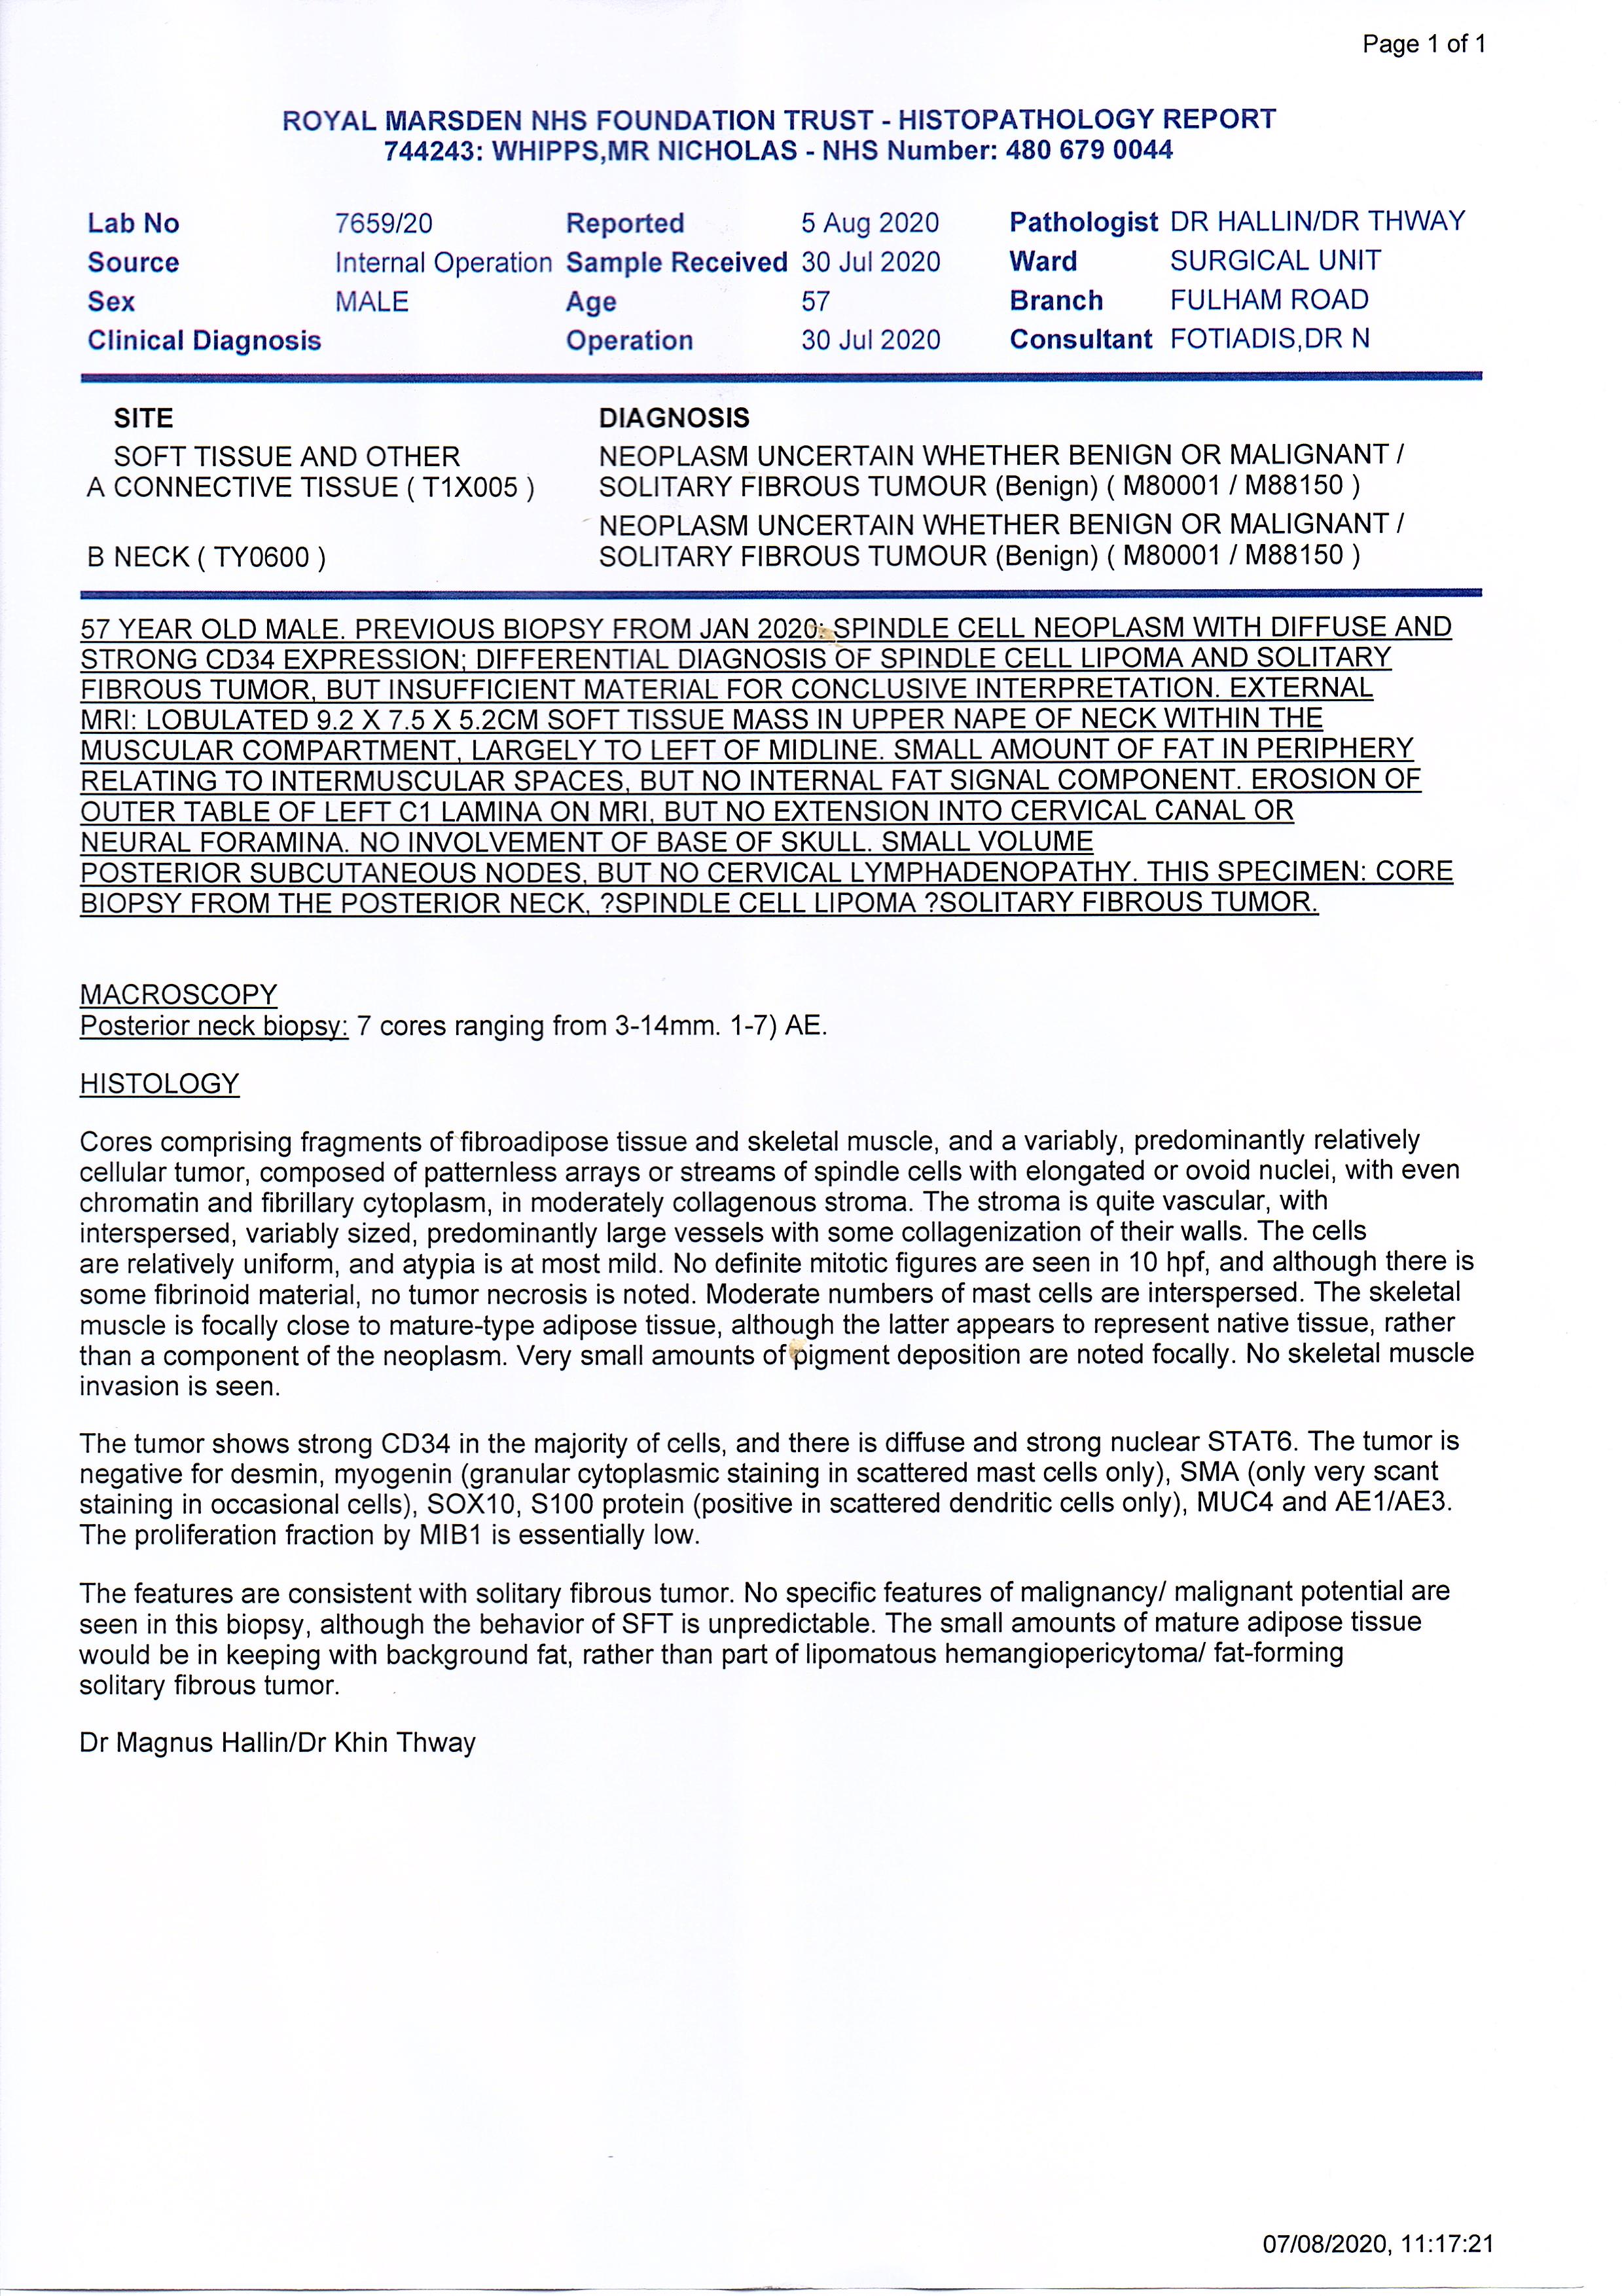 Page 1 of 1
ROYAL MARSDEN NHS FOUNDATION TRUST - HISTOPATHOLOGY REPORT
744243: WHIPPS,MR NICHOLAS - NHS Number: 480 679 0044
Lab No 7659/20 Reported 5 Aug 2020 Pathologist DR HALLIN/DR THWAY
Source Internal Operation Sample Received 30 Jul 2020 Ward SURGICAL UNIT
Sex MALE Age 57 Branch FULHAM ROAD
Clinical Diagnosis Operation 30 Jul 2020 Consultant FOTIADIS,DR N
SITE DIAGNOSIS
SOFT TISSUE AND OTHER NEOPLASM UNCERTAIN WHETHER BENIGN OR MALIGNANT /
A CONNECTIVE TISSUE ( T1X005 ) SOLITARY FIBROUS TUMOUR (Benign) ( M80001 / M88150 )
NEOPLASM UNCERTAIN WHETHER BENIGN OR MALIGNANT /
B NECK ( TY0600 ) SOLITARY FIBROUS TUMOUR (Benign) ( M80001 / M88150 )
57 YEAR OLD MALE. PREVIOUS BIOPSY FROM JAN 2020: SPINDLE CELL NEOPLASM WITH DIFFUSE AND
STRONG CD34 EXPRESSION; DIFFERENTIAL DIAGNOSIS OF SPINDLE CELL LIPOMA AND SOLITARY
FIBROUS TUMOR, BUT INSUFFICIENT MATERIAL FOR CONCLUSIVE INTERPRETATION. EXTERNAL
MRI: LOBULATED 9.2 X 7.5 X 5.2CM SOFT TISSUE MASS IN UPPER NAPE OF NECK WITHIN THE
MUSCULAR COMPARTMENT, LARGELY TO LEFT OF MIDLINE. SMALL AMOUNT OF FAT IN PERIPHERY
RELATING TO INTERMUSCULAR SPACES, BUT NO INTERNAL FAT SIGNAL COMPONENT. EROSION OF
OUTER TABLE OF LEFT C1 LAMINA ON MRI, BUT NO EXTENSION INTO CERVICAL CANAL OR
NEURAL FORAMINA. NO INVOLVEMENT OF BASE OF SKULL. SMALL VOLUME
POSTERIOR SUBCUTANEOUS NODES, BUT NO CERVICAL LYMPHADENOPATHY. THIS SPECIMEN: CORE
BIOPSY FROM THE POSTERIOR NECK, ?SPINDLE CELL LIPOMA ?SOLITARY FIBROUS TUMOR.
MACROSCOPY
Posterior neck biopsy: 7 cores ranging from 3-14mm. 1-7) AE.
HISTOLOGY
Cores comprising fragments of fibroadipose tissue and skeletal muscle, and a variably, predominantly relatively
cellular tumor, composed of patternless arrays or streams of spindle cells with elongated or ovoid nuclei, with even
chromatin and fibrillary cytoplasm, in moderately collagenous stroma. The stroma is quite vascular, with
interspersed, variably sized, predominantly large vessels with some collagenization of their walls. The cells
are relatively uniform, and atypia is at most mild. No definite mitotic figures are seen in 10 hpf, and although there is
some fibrinoid material, no tumor necrosis is noted. Moderate numbers of mast cells are interspersed. The skeletal
muscle is focally close to mature-type adipose tissue, although the latter appears to represent native tissue, rather
than a component of the neoplasm. Very small amounts of pigment deposition are noted focally. No skeletal muscle
invasion is seen.
The tumor shows strong CD34 in the majority of cells, and there is diffuse and strong nuclear STAT6. The tumor is
negative for desmin, myogenin (granular cytoplasmic staining in scattered mast cells only), SMA (only very scant
staining in occasional cells), SOX10, S100 protein (positive in scattered dendritic cells only), MUC4 and AE1/AE3.
The proliferation fraction by MIB1 is essentially low.
The features are consistent with solitary fibrous tumor. No specific features of malignancy/ malignant potential are
seen in this biopsy, although the behavior of SFT is unpredictable. The small amounts of mature adipose tissue
would be in keeping with background fat, rather than part of lipomatous hemangiopericytoma/ fat-forming
solitary fibrous tumor.
Dr Magnus Hallin/Dr Khin Thway
07/08/2020, 11:17:21